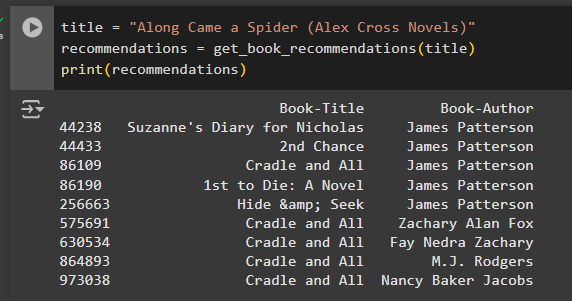 title = "Along Came a Spider (Alex Cross Novels)"
recommendations = get_book_recommendations(title)
print(recommendations)
Book-Title Book-Author
44238 Suzanne's Diary for Nicholas James Patterson
44433 2nd Chance James Patterson
86109 Cradle and All James Patterson
86190 1st to Die: A Novel James Patterson
256663 Hide &amp; Seek James Patterson
575691 Cradle and All Zachary Alan Fox
630534 Cradle and All Fay Nedra Zachary
864893 Cradle and All M.J. Rodgers
973038 Cradle and All Nancy Baker Jacobs